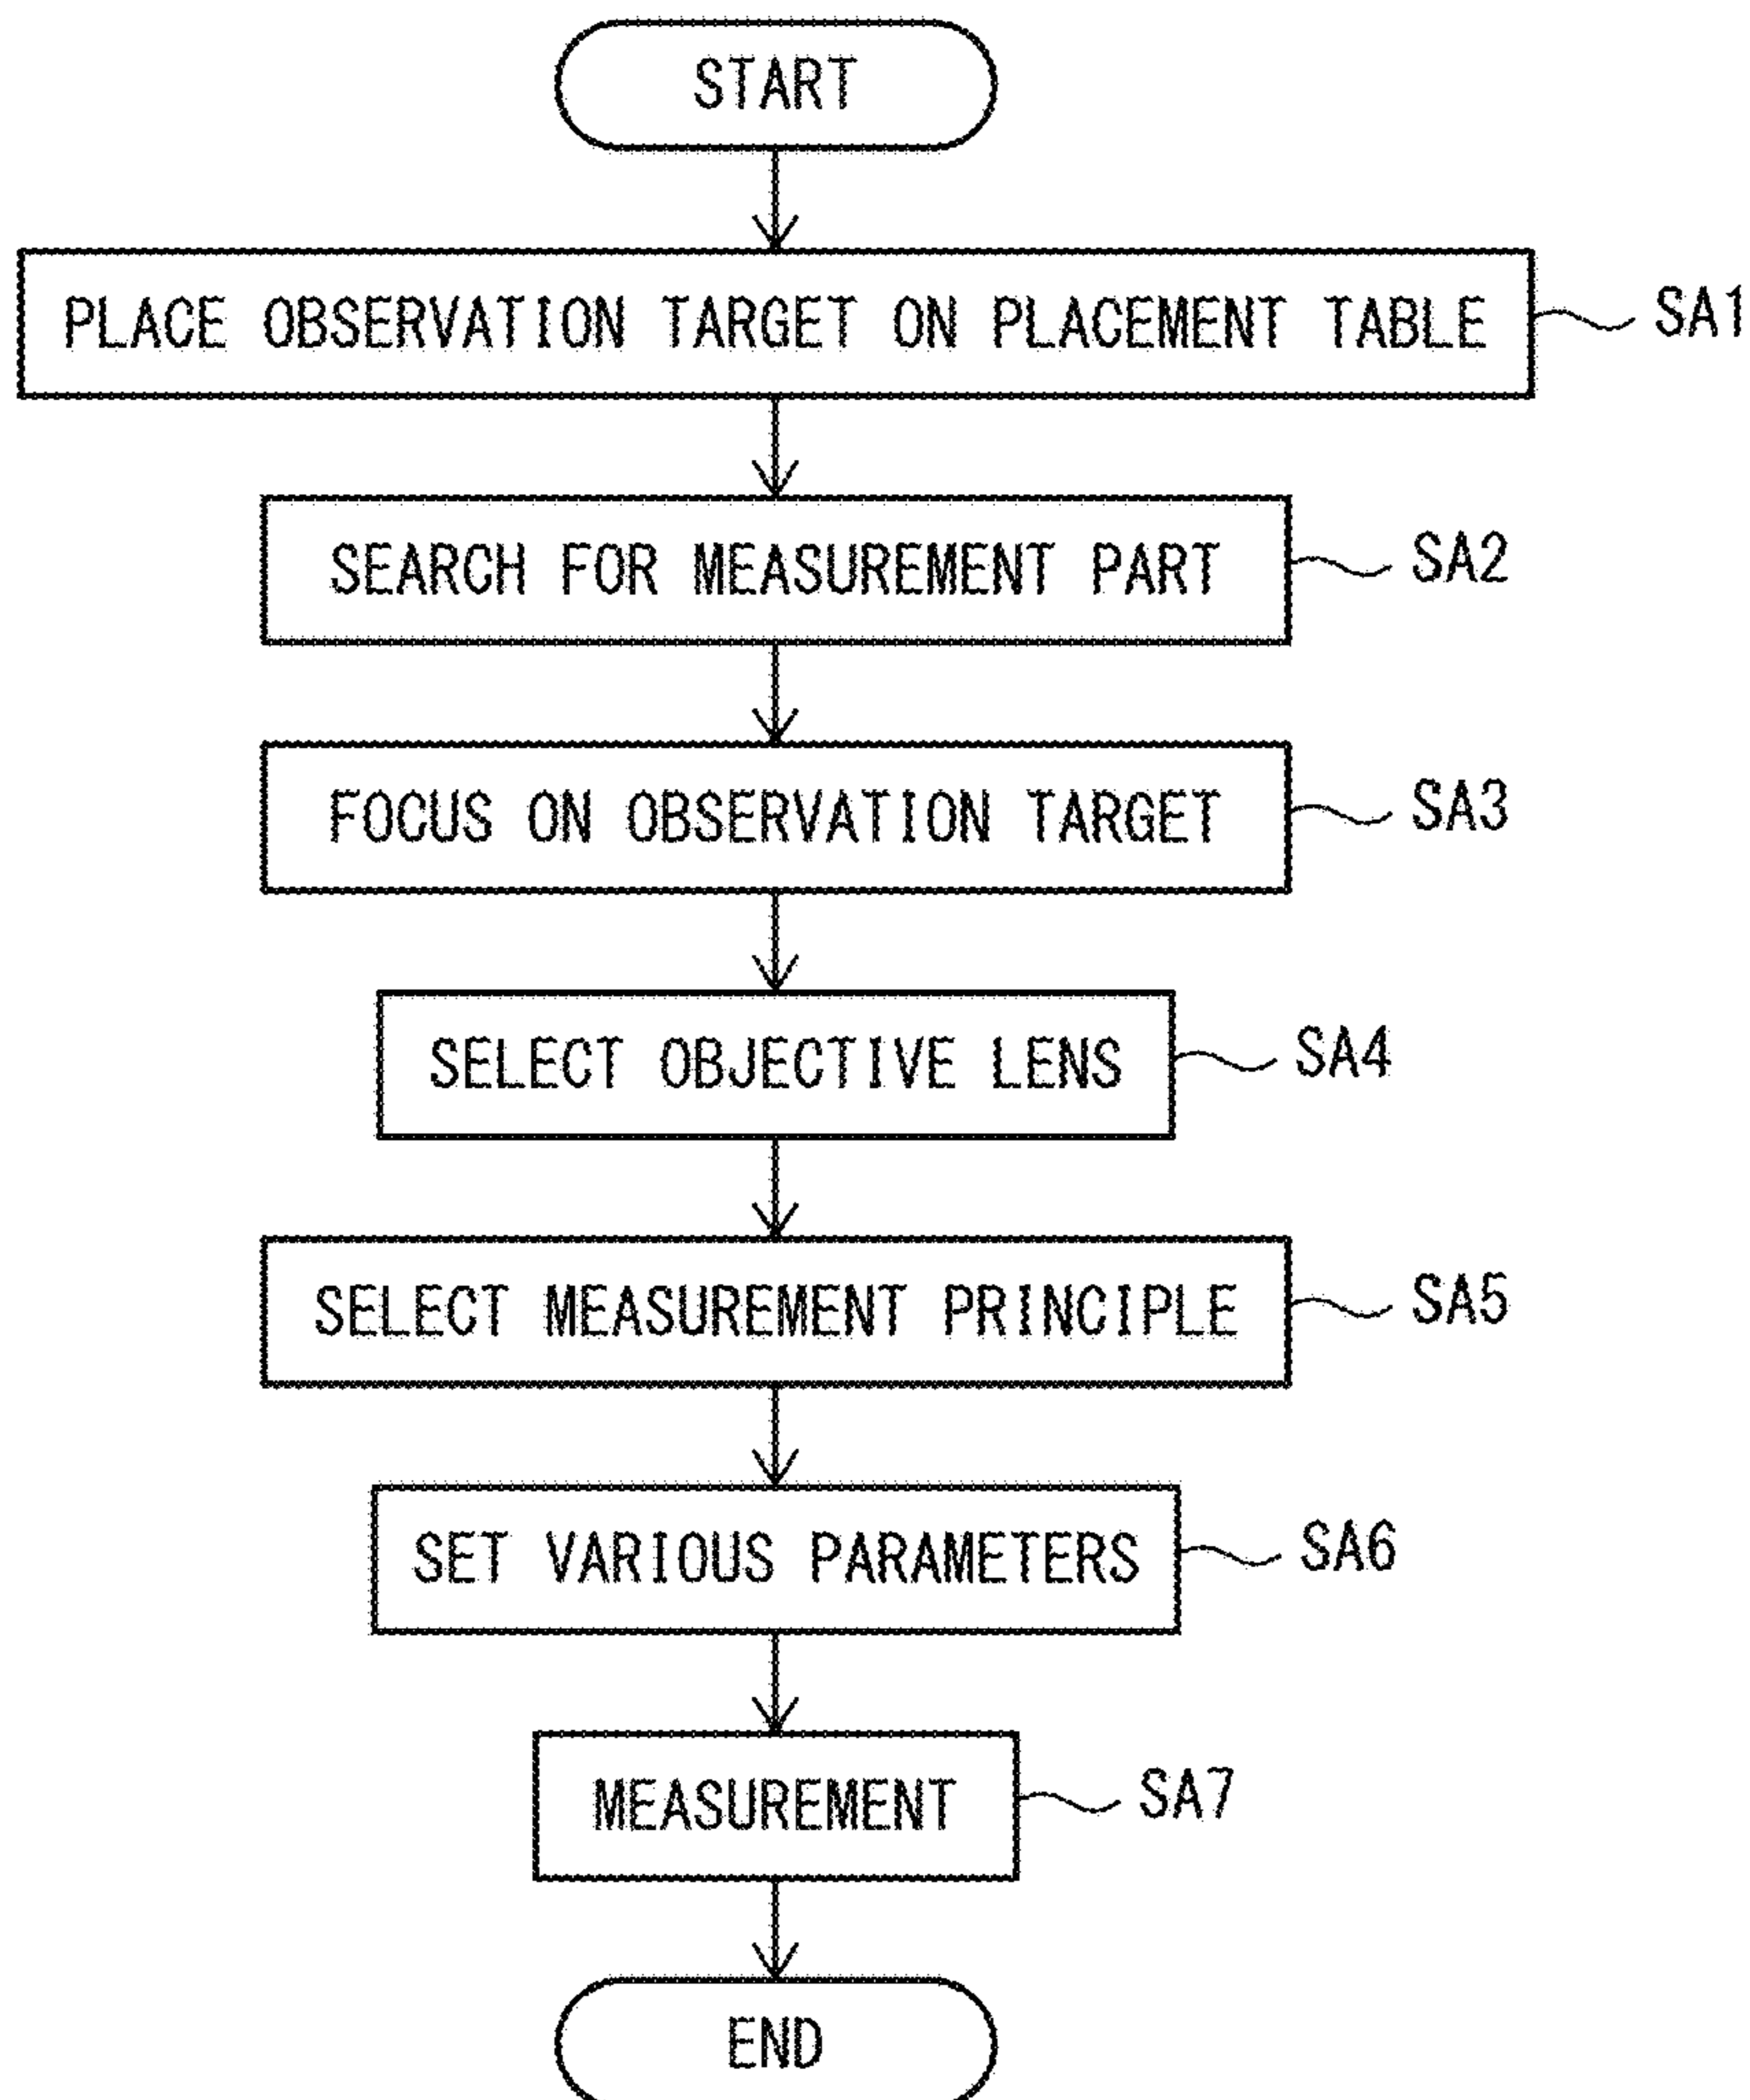 START
PLACE OBSERVATION TARGET ON PLACEMENT TABLE SA1
SEARCH FOR MEASUREMENT PART SA2
FOCUS ON OBSERVATION TARGET SA3
SELECT OBJECTIVE LENS SA4
SELECT MEASUREMENT PRINCIPLE SA5
SET VARIOUS PARAMETERS SA6
MEASUREMENT SA7
END